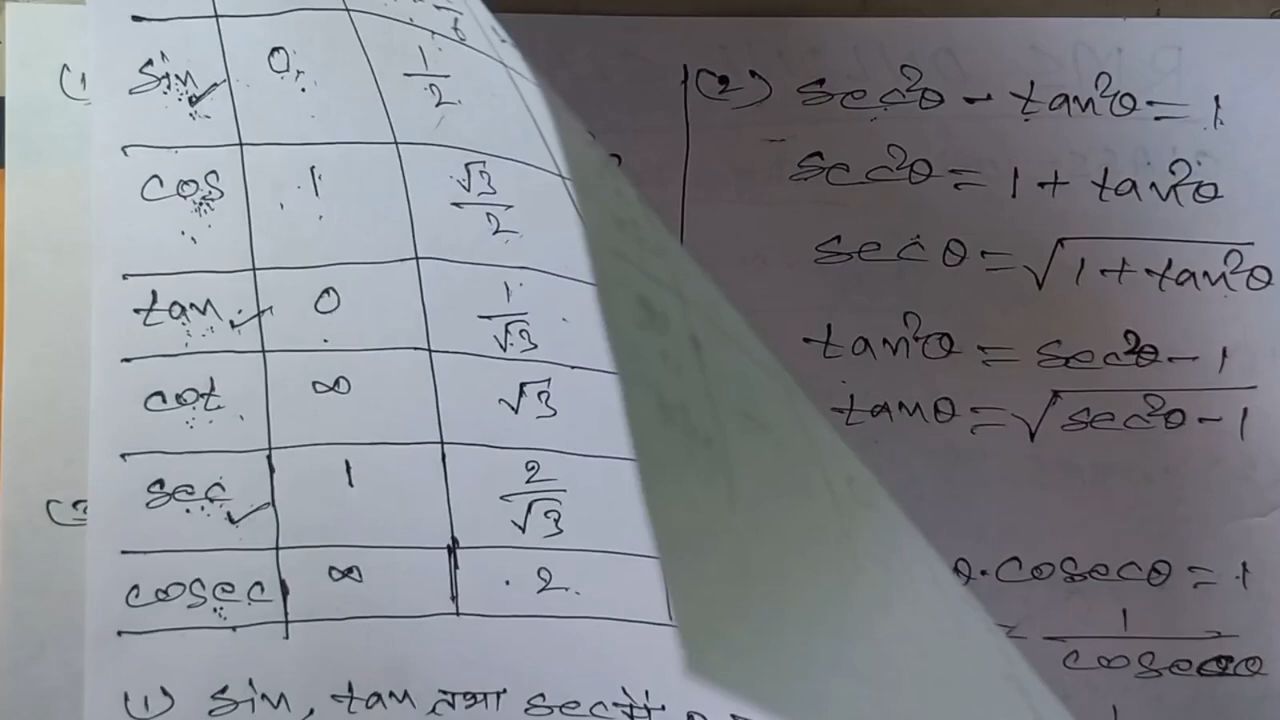 sin 0 1/2
cos 1 √3/2
tan 0 1/√3
cot ∞ √3
sec 1 2/√3
cosec ∞ 2
(1) sin, tan तथा sec में
(2) sec²θ - tan²θ = 1
sec²θ = 1 + tan²θ
secθ = √1 + tan²θ
tan²θ = sec²θ - 1
tanθ = √sec²θ - 1
θ. cosecθ = 1
= 1/cosecθ